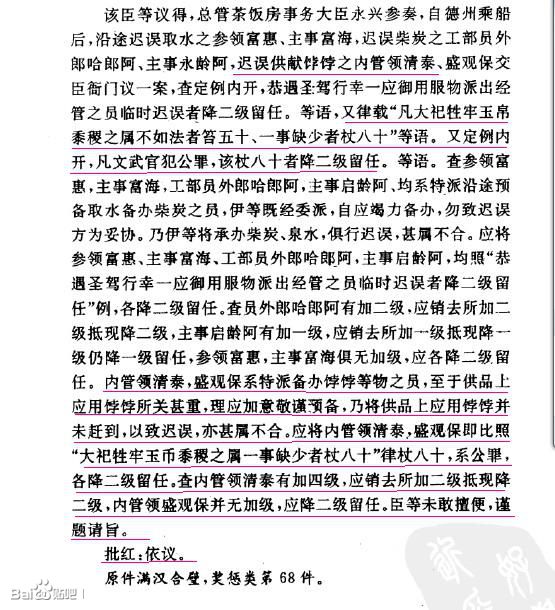 该臣等议得，总管茶饭房事务大臣永兴参奏，自德州乘船
后，沿途迟误取水之参领富惠、主事富海，迟误柴炭之工部员外
郎哈郎阿、主事永龄阿，迟误供献饽饽之内管领清泰、盛观保交
臣衙门议一案，查定例内开，恭遇圣驾行幸一应御用服物派出经
管之员临时迟误者降二级留任。等语，又律载“凡大祀牲牢玉帛
黍稷之属不如法者笞五十、一事缺少者杖八十”等语。又定例内
开，凡文武官犯公罪，该杖八十者降二级留任。等语。查参领富
惠，主事富海，工部员外郎哈郎阿，主事启龄阿，均系特派沿途预
备取水备办柴炭之员，伊等既经委派，自应竭力备办，勿致迟误
方为妥协。乃伊等将承办柴炭、泉水，俱行迟误，甚属不合。应将
参领富惠、主事富海、工部员外郎哈郎阿，主事启龄阿，均照“恭
遇圣驾行幸一应御用服物派出经管之员临时迟误者降二级留
任”例，各降二级留任。查员外郎哈郎阿有加二级，应销去所加二
级抵现降二级，主事启龄阿有加一级，应销去所加一级抵现降一
级仍降一级留任，参领富惠，主事富海俱无加级，应各降二级留
任。内管领清泰，盛观保系特派备办饽饽等物之员，至于供品上
应用饽饽所关甚重，理应加意敬谨预备，乃将供品上应用饽饽并
未赶到，以致迟误，亦甚属不合。应将内管领清泰，盛观保即比照
“大祀牲牢玉币黍稷之属一事缺少者杖八十”律杖八十，系公罪，
各降二级留任。查内管领清泰有加四级，应销去所加二级抵现降
二级，内管领盛观保并无加级，应降二级留任。臣等未敢擅便，谨
题请旨。
批红：依议。
原件满汉合璧，奖惩类第68件。
Bai du 贴吧